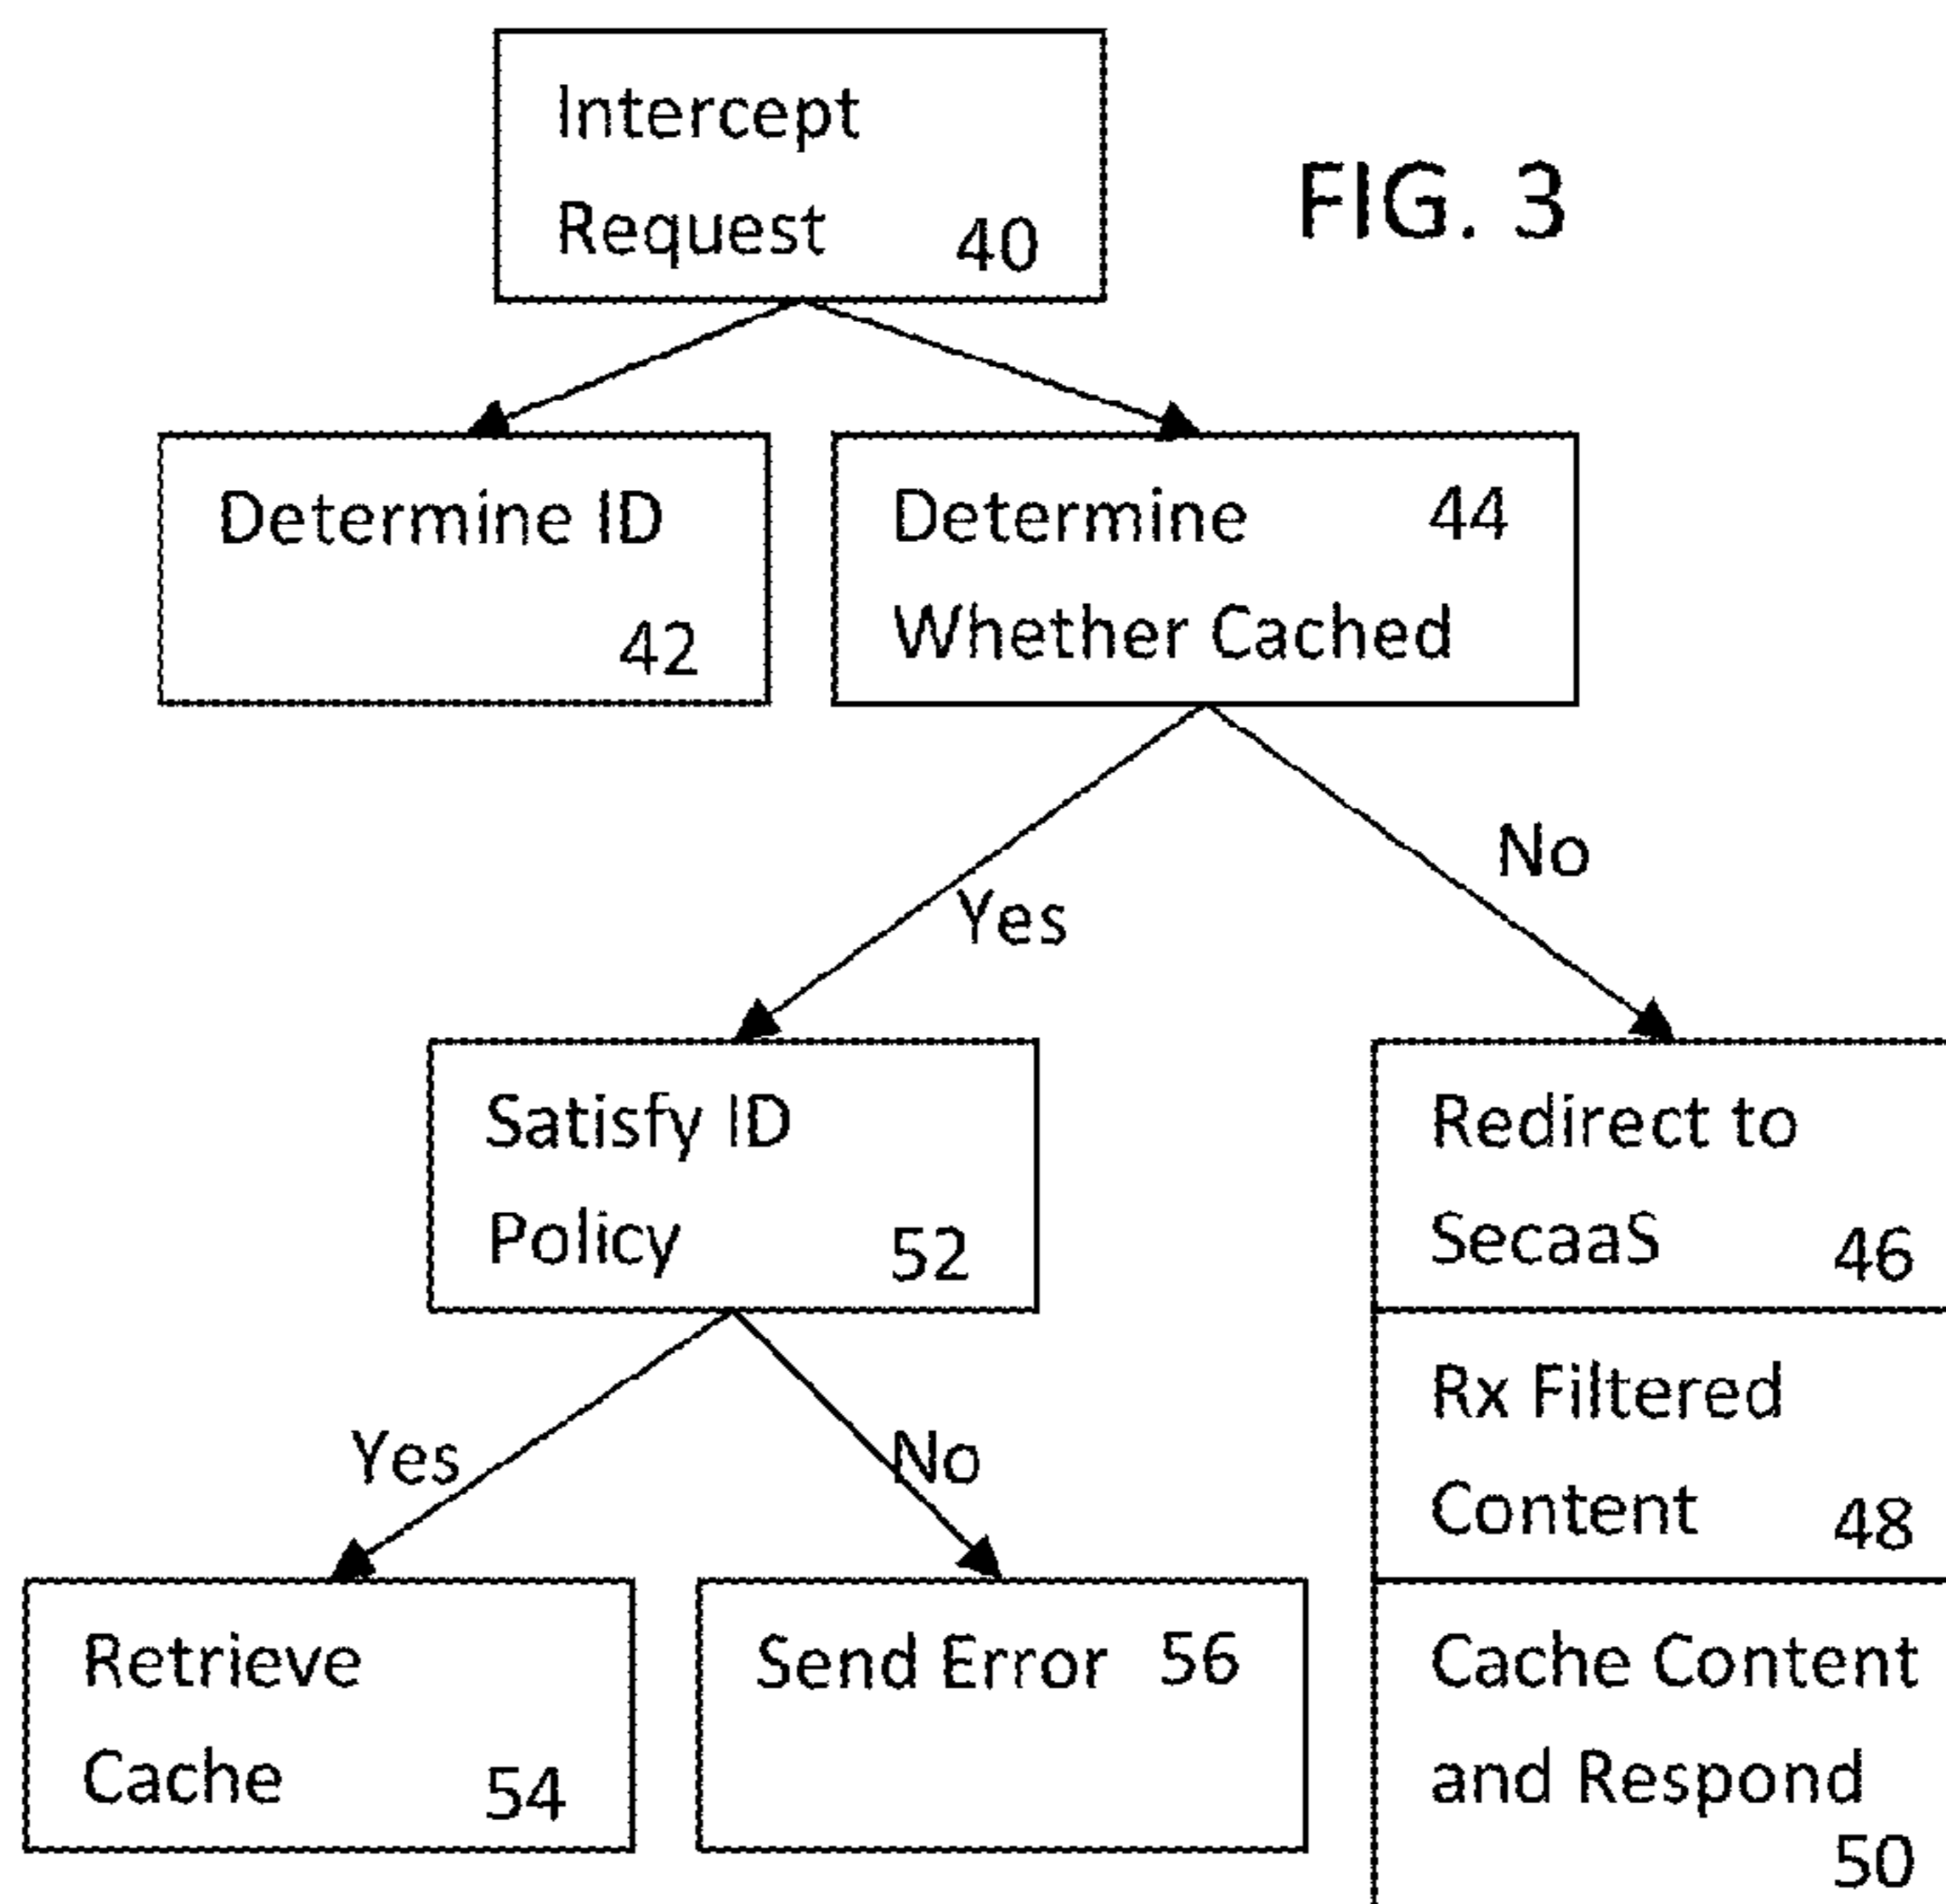 Intercept
Request 40
FIG. 3
Determine ID
42
Determine 44
Whether Cached
Yes
No
Satisfy ID
Policy 52
Redirect to
SecaaS 46
Rx Filtered
Content 48
Yes
No
Retrieve
Cache 54
Send Error 56
Cache Content
and Respond
50